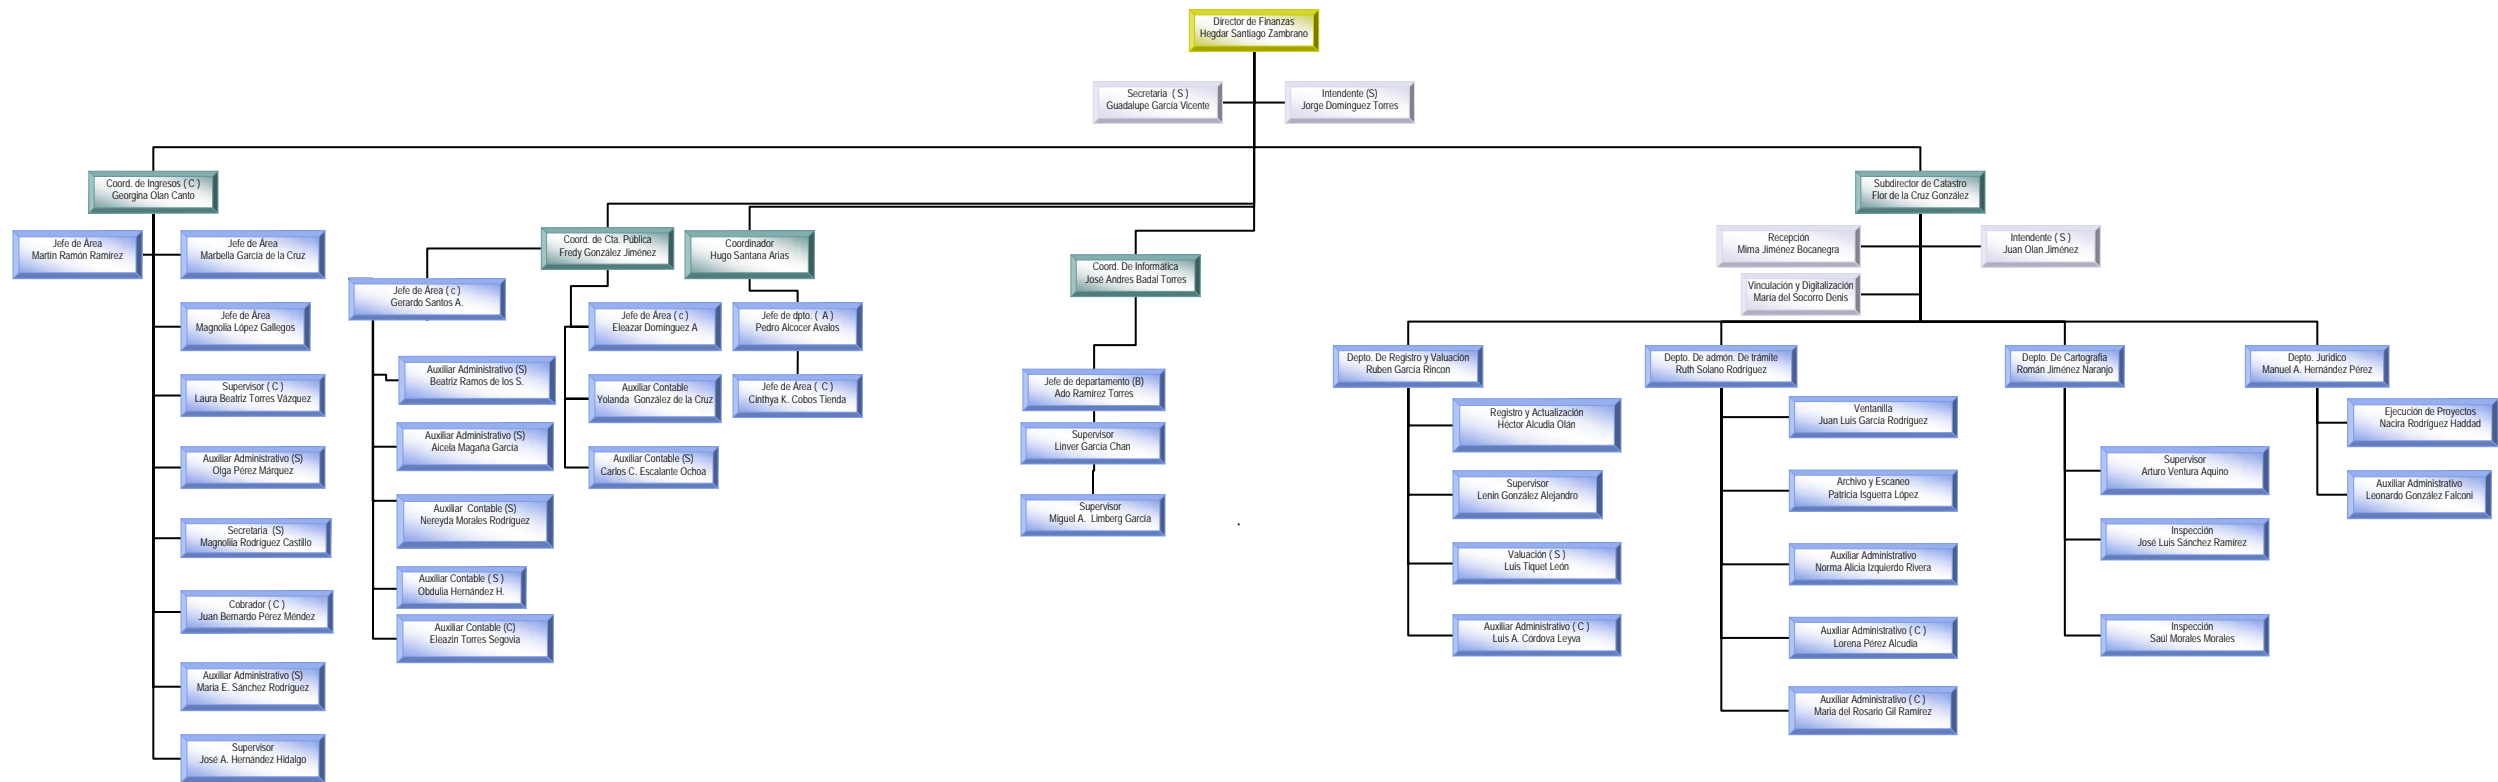 Director de Finanzas
Hegdar Santiago Zambrano
Secretaria ( S )
Guadalupe García Vicente
Intendente (S)
Jorge Domínguez Torres
Coord. de Ingresos ( C )
Georgina Olan Canto
Jefe de Área
Martín Ramón Ramírez
Jefe de Área
Marbella García de la Cruz
Jefe de Área
Magnolia López Gallegos
Supervisor ( C )
Laura Beatriz Torres Vázquez
Auxiliar Administrativo (S)
Olga Pérez Márquez
Secretaria (S)
Magnoliia Rodríguez Castillo
Cobrador ( C )
Juan Bernardo Pérez Méndez
Auxiliar Administrativo (S)
María E. Sánchez Rodríguez
Supervisor
José A. Hernández Hidalgo
Coord. de Cta. Pública
Fredy González Jiménez
Jefe de Área ( c )
Gerardo Santos A.
Auxiliar Administrativo (S)
Beatriz Ramos de los S.
Auxiliar Administrativo (S)
Aicela Magaña García
Auxiliar Contable (S)
Nereyda Morales Rodríguez
Auxiliar Contable ( S )
Obdulia Hernández H.
Auxiliar Contable (C)
Eleazin Torres Segovia
Jefe de Área ( c )
Eleazar Domínguez A
Auxiliar Contable
Yolanda González de la Cruz
Auxiliar Contable (S)
Carlos C. Escalante Ochoa
Coordinador
Hugo Santana Arias
Jefe de dpto. ( A )
Pedro Alcocer Avalos
Jefe de Área ( C )
Cinthya K. Cobos Tienda
Coord. De Informática
José Andres Badal Torres
Jefe de departamento (B)
Ado Ramírez Torres
Supervisor
Linver García Chan
Supervisor
Miguel A. Limberg García
Subdirector de Catastro
Flor de la Cruz González
Recepción
Mirna Jiménez Bocanegra
Intendente ( S )
Juan Olan Jiménez
Vinculación y Digitalización
María del Socorro Denis
Depto. De Registro y Valuación
Ruben García Rincon
Registro y Actualización
Héctor Alcudia Olán
Supervisor
Lenin González Alejandro
Valuación ( S )
Luis Tiquet León
Auxiliar Administrativo ( C )
Luis A. Córdova Leyva
Depto. De admón. De trámite
Ruth Solano Rodríguez
Ventanilla
Juan Luis García Rodríguez
Archivo y Escaneo
Patricia Isguerra López
Auxiliar Administrativo
Norma Alicia Izquierdo Rivera
Auxiliar Administrativo ( C )
Lorena Pérez Alcudia
Auxiliar Administrativo ( C )
María del Rosario Gil Ramírez
Depto. De Cartografía
Román Jiménez Naranjo
Supervisor
Arturo Ventura Aquino
Inspección
José Luis Sánchez Ramírez
Inspección
Saúl Morales Morales
Depto. Jurídico
Manuel A. Hernández Pérez
Ejecución de Proyectos
Nacira Rodríguez Haddad
Auxiliar Administrativo
Leonardo González Falconi